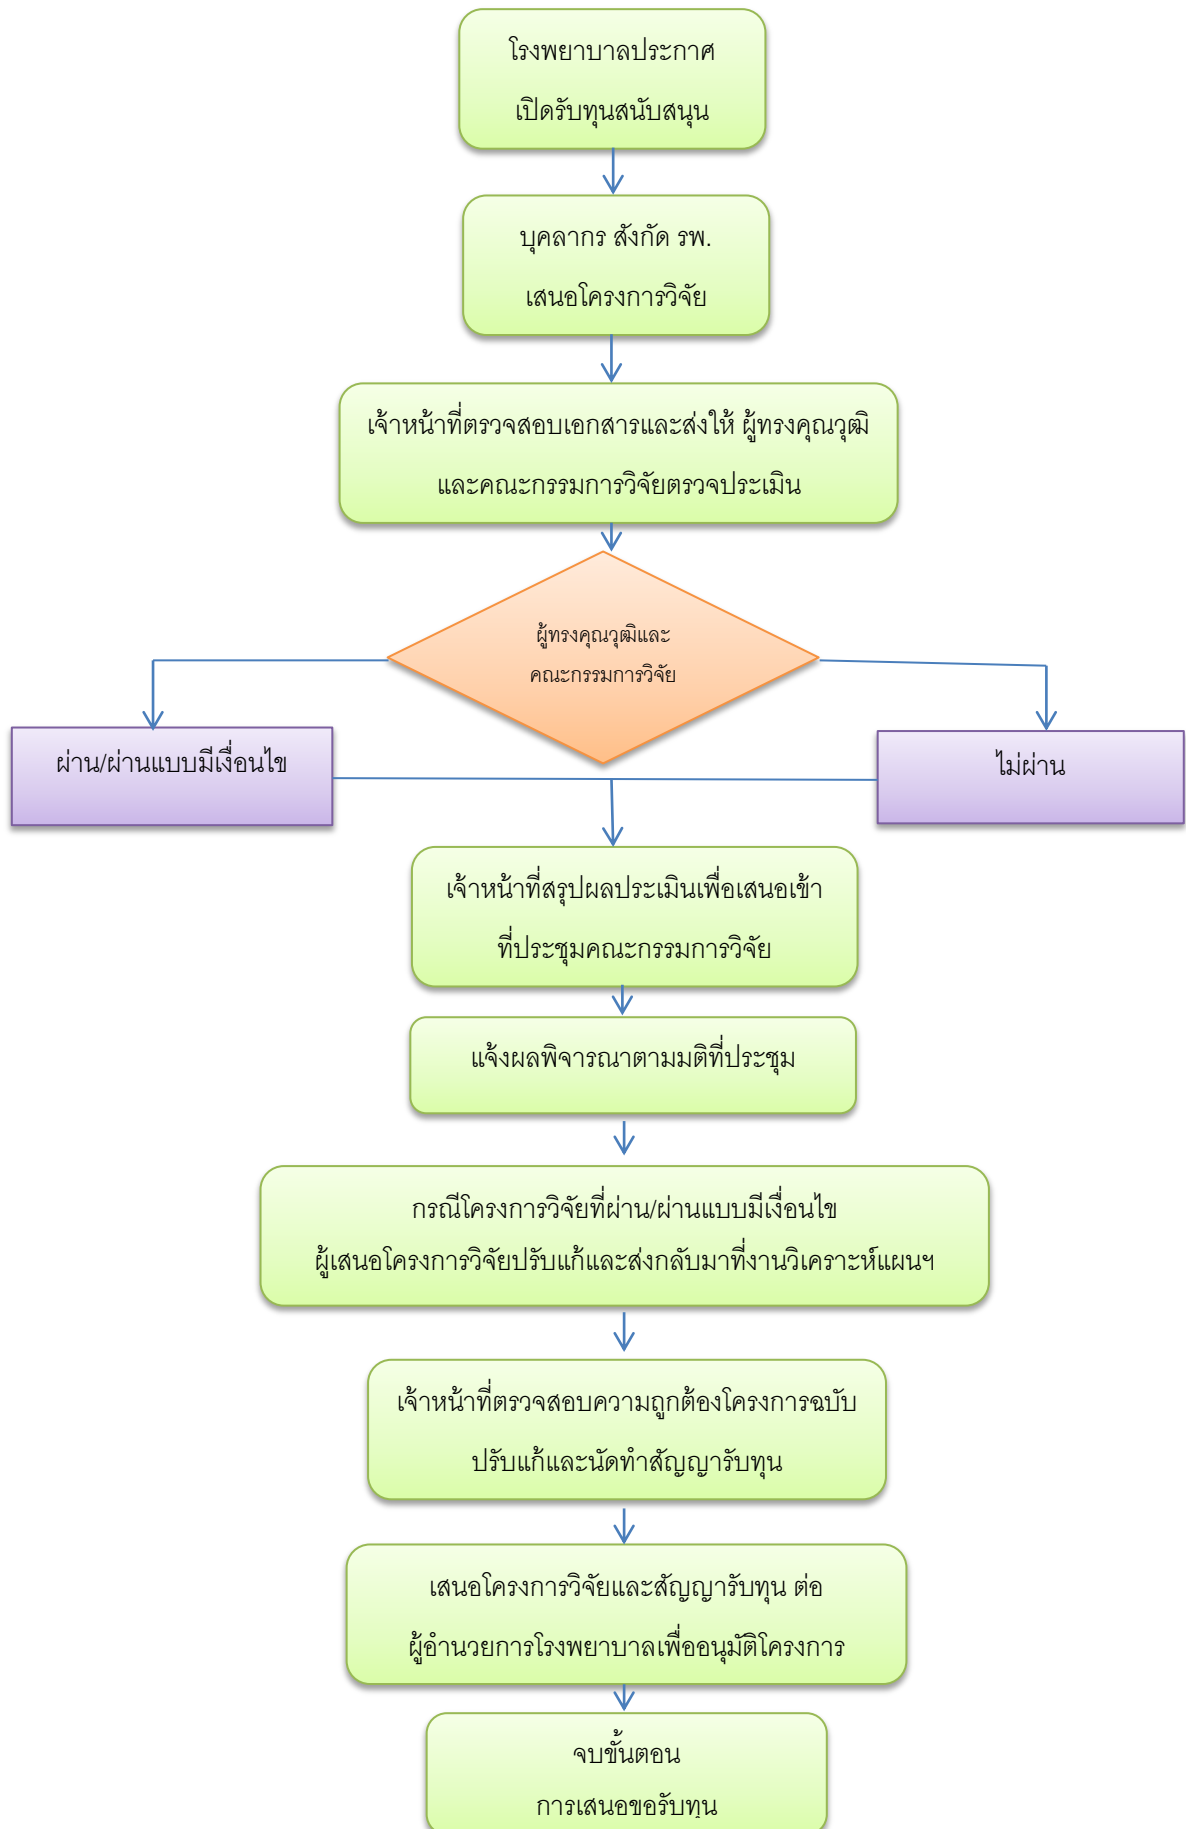 โรงพยาบาลประกาศ
เปิดรับทุนสนับสนุน
บุคลากร สังกัด รพ.
เสนอโครงการวิจัย
เจ้าหน้าที่ตรวจสอบเอกสารและส่งให้ ผู้ทรงคุณวุฒิ
และคณะกรรมการวิจัยตรวจประเมิน
ผู้ทรงคุณวุฒิและ
คณะกรรมการวิจัย
ผ่าน/ผ่านแบบมีเงื่อนไข
ไม่ผ่าน
เจ้าหน้าที่สรุปผลประเมินเพื่อเสนอเข้า
ที่ประชุมคณะกรรมการวิจัย
แจ้งผลพิจารณาตามมติที่ประชุม
กรณีโครงการวิจัยที่ผ่าน/ผ่านแบบมีเงื่อนไข
ผู้เสนอโครงการวิจัยปรับแก้และส่งกลับมาที่งานวิเคราะห์แผนฯ
เจ้าหน้าที่ตรวจสอบความถูกต้องโครงการฉบับ
ปรับแก้และนัดทำสัญญารับทุน
เสนอโครงการวิจัยและสัญญารับทุน ต่อ
ผู้อำนวยการโรงพยาบาลเพื่ออนุมัติโครงการ
จบขั้นตอน
การเสนอขอรับทุน